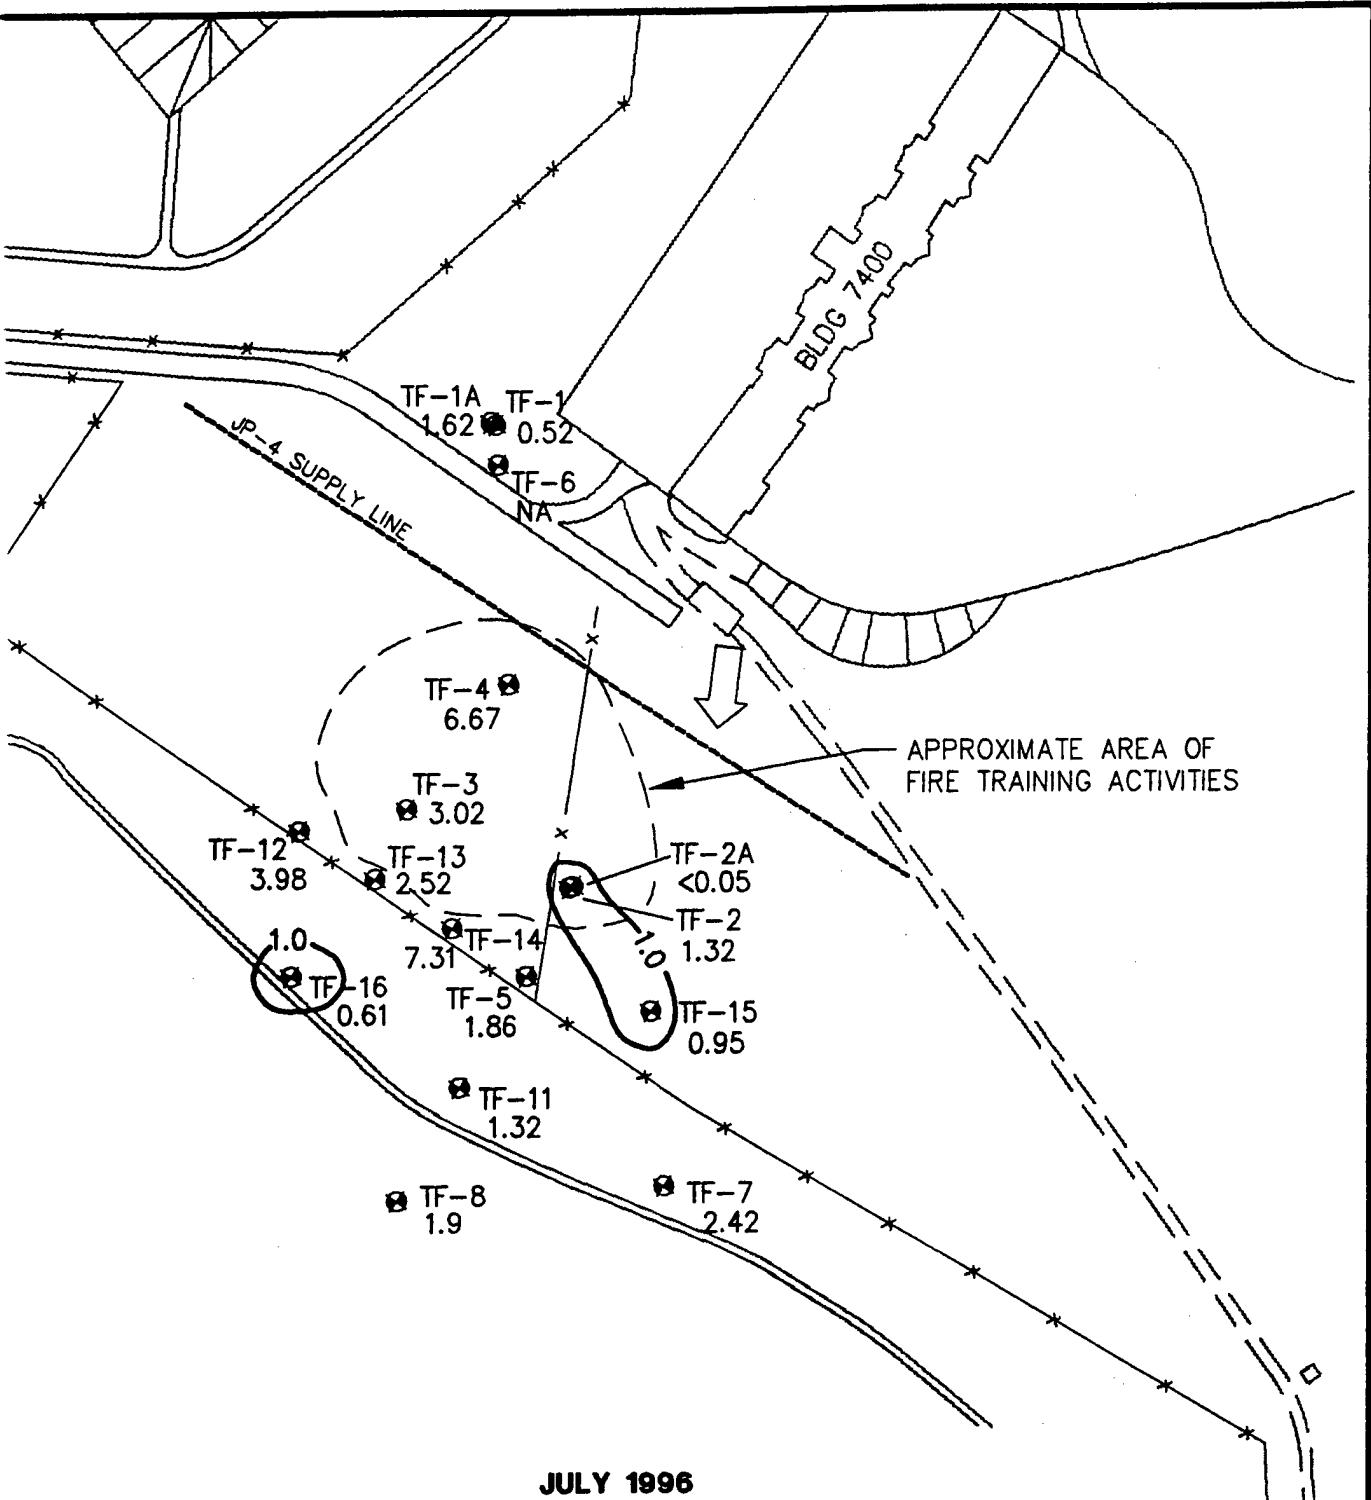 BLDG 7400
TF-1A TF-1
1.62 0.52
TF-6
NA
JP-4 SUPPLY LINE
TF-4
6.67
APPROXIMATE AREA OF
FIRE TRAINING ACTIVITIES
TF-3
3.02
TF-12
3.98
TF-13
2.52
TF-2A
<0.05
TF-2
1.32
TF-14
7.31
1.0
1.0
TF-16
0.61
TF-5
1.86
TF-15
0.95
TF-11
1.32
TF-8
1.9
TF-7
2.42
JULY 1996